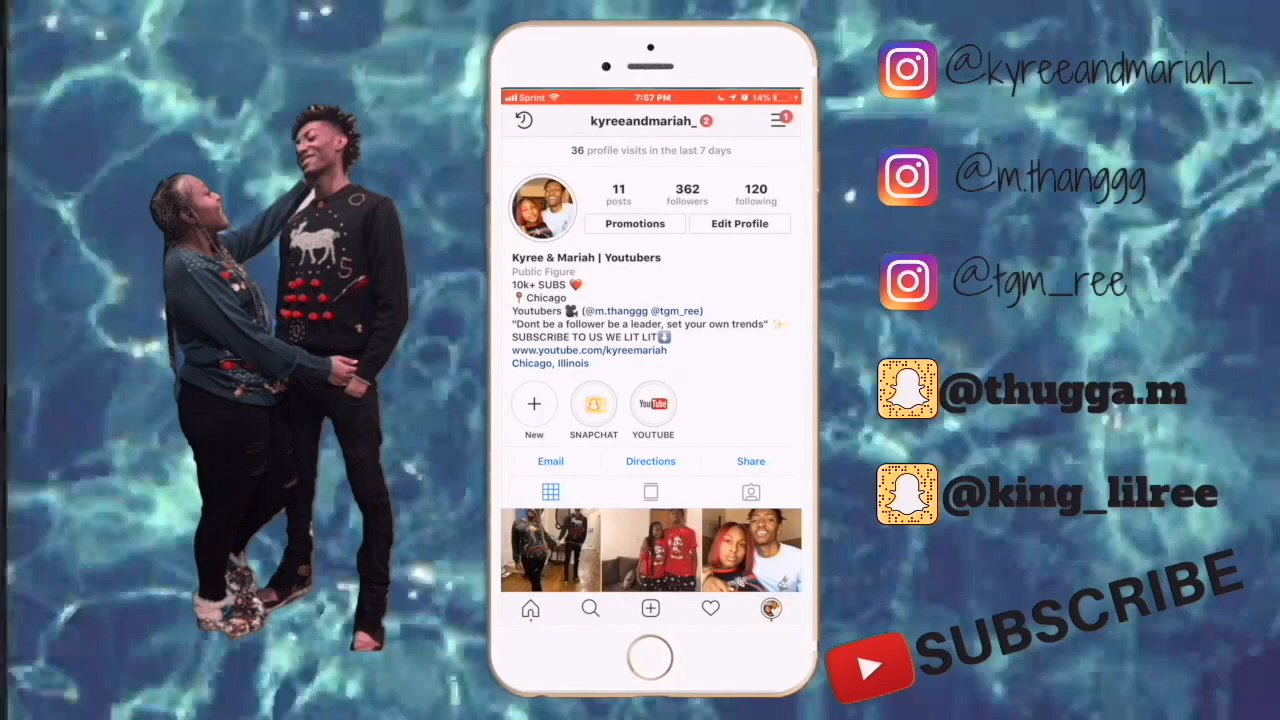 Sprint 7:57 PM 14%
kyreeandmariah_ 2
1
36 profile visits in the last 7 days
11 362 120
posts followers following
Promotions Edit Profile
Kyree & Mariah | Youtubers
Public Figure
10k+ SUBS ❤️
📍Chicago
Youtubers 🎥 (@m.thanggg @tgm_ree)
"Dont be a follower be a leader, set your own trends" ✨
SUBSCRIBE TO US WE LIT LIT⬇️
www.youtube.com/kyreemariah
Chicago, Illinois
YouTube
New SNAPCHAT YOUTUBE
Email Directions Share
@kyreeandmariah_
@m.thanggg
@tgm_ree
@thugga.m
@king_lilree
SUBSCRIBE
5